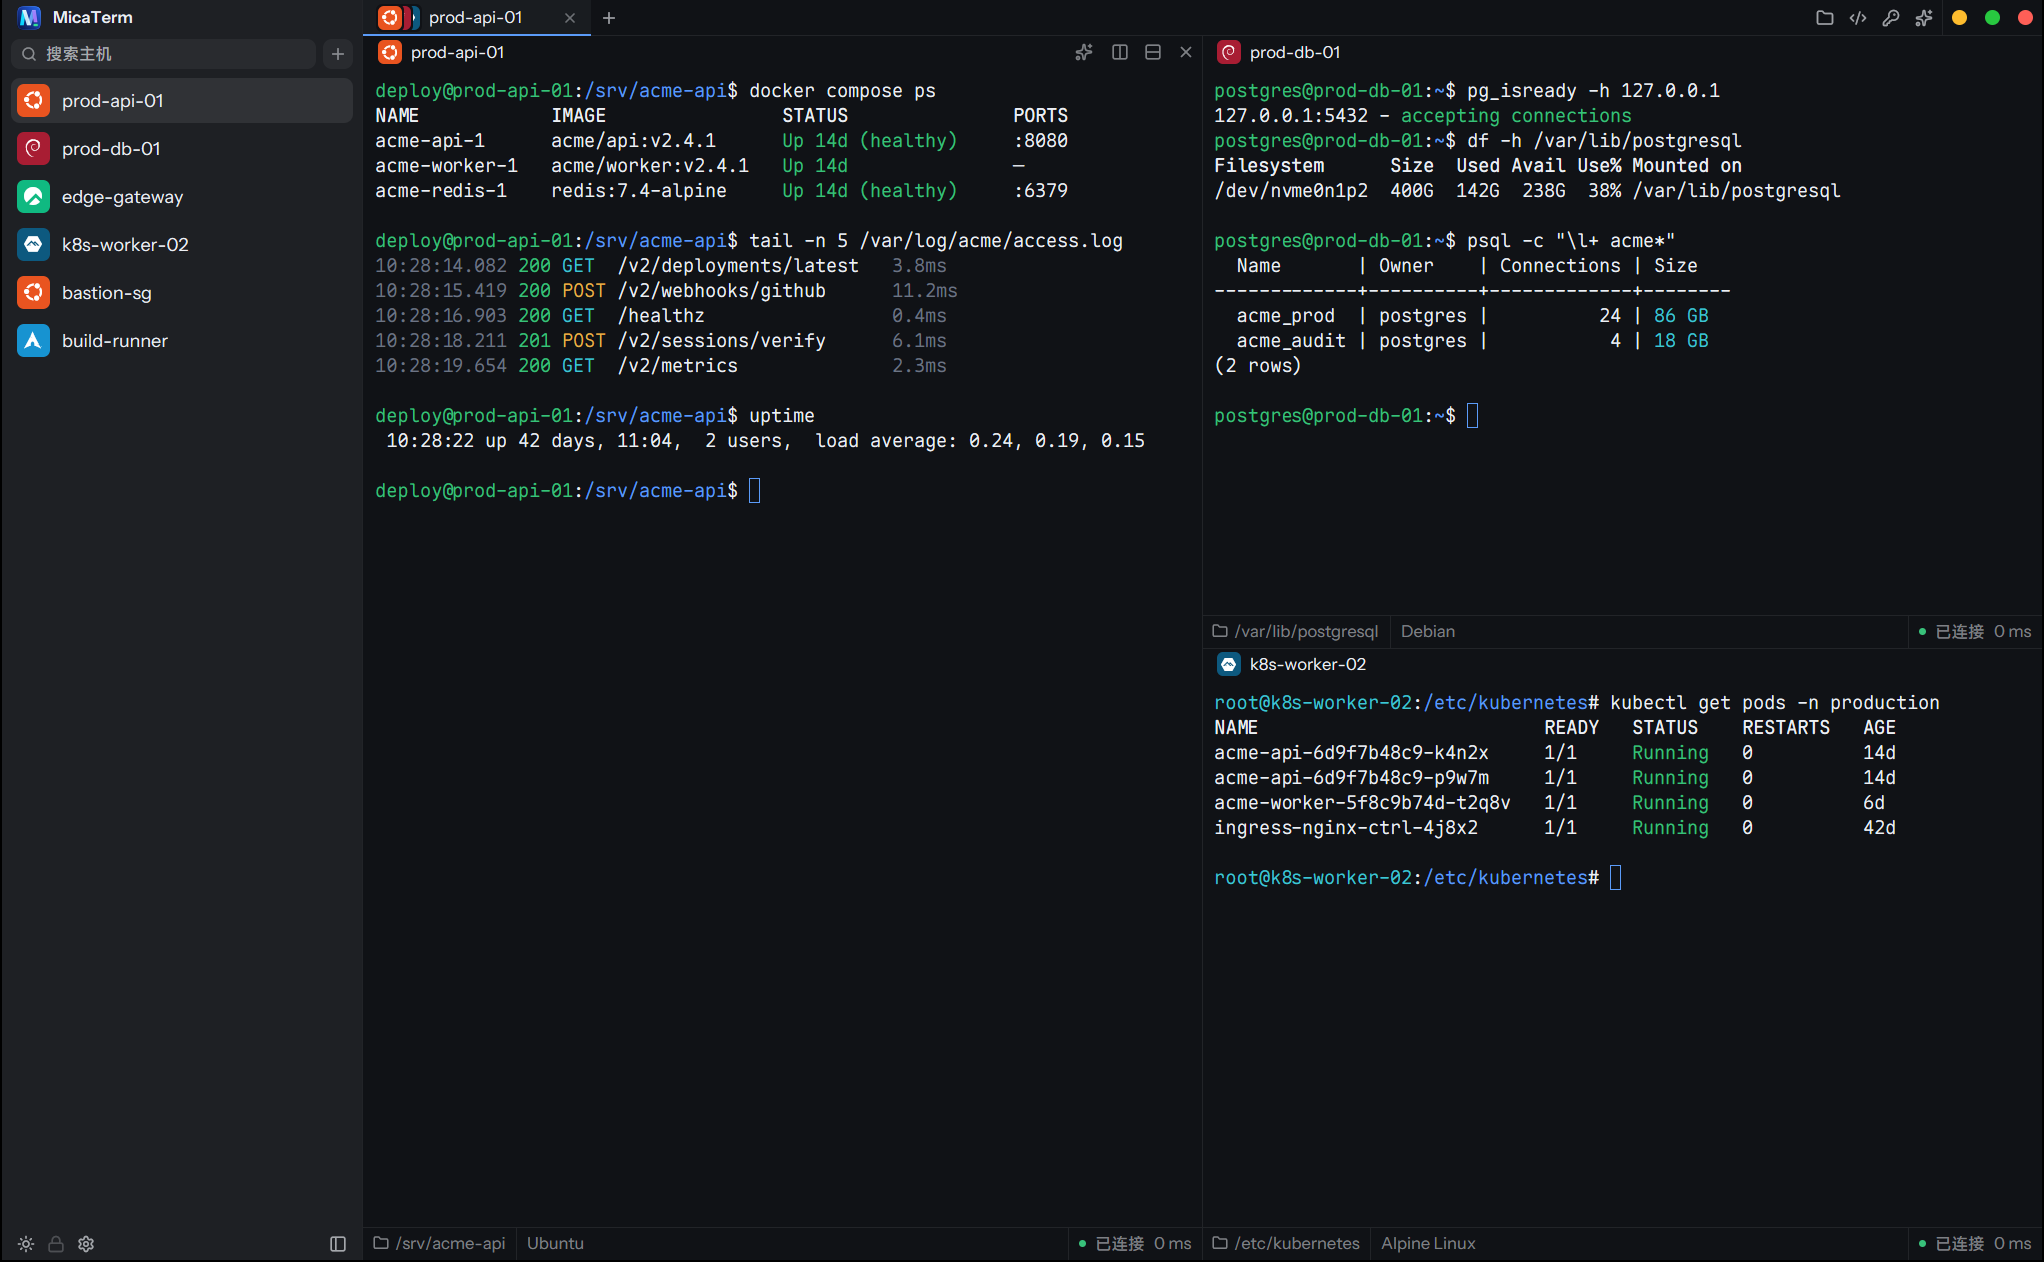 MicaTerm
搜索主机
prod-api-01
prod-db-01
edge-gateway
k8s-worker-02
bastion-sg
build-runner
prod-api-01
prod-api-01
deploy@prod-api-01:/srv/acme-api$ docker compose ps
NAME IMAGE STATUS PORTS
acme-api-1 acme/api:v2.4.1 Up 14d (healthy) :8080
acme-worker-1 acme/worker:v2.4.1 Up 14d —
acme-redis-1 redis:7.4-alpine Up 14d (healthy) :6379
deploy@prod-api-01:/srv/acme-api$ tail -n 5 /var/log/acme/access.log
10:28:14.082 200 GET /v2/deployments/latest 3.8ms
10:28:15.419 200 POST /v2/webhooks/github 11.2ms
10:28:16.903 200 GET /healthz 0.4ms
10:28:18.211 201 POST /v2/sessions/verify 6.1ms
10:28:19.654 200 GET /v2/metrics 2.3ms
deploy@prod-api-01:/srv/acme-api$ uptime
10:28:22 up 42 days, 11:04, 2 users, load average: 0.24, 0.19, 0.15
deploy@prod-api-01:/srv/acme-api$
/srv/acme-api Ubuntu 已连接 0 ms
prod-db-01
postgres@prod-db-01:~$ pg_isready -h 127.0.0.1
127.0.0.1:5432 - accepting connections
postgres@prod-db-01:~$ df -h /var/lib/postgresql
Filesystem Size Used Avail Use% Mounted on
/dev/nvme0n1p2 400G 142G 238G 38% /var/lib/postgresql
postgres@prod-db-01:~$ psql -c "\l+ acme*"
Name | Owner | Connections | Size
-------------+----------+-------------+--------
acme_prod | postgres | 24 | 86 GB
acme_audit | postgres | 4 | 18 GB
(2 rows)
postgres@prod-db-01:~$
/var/lib/postgresql Debian 已连接 0 ms
k8s-worker-02
root@k8s-worker-02:/etc/kubernetes# kubectl get pods -n production
NAME READY STATUS RESTARTS AGE
acme-api-6d9f7b48c9-k4n2x 1/1 Running 0 14d
acme-api-6d9f7b48c9-p9w7m 1/1 Running 0 14d
acme-worker-5f8c9b74d-t2q8v 1/1 Running 0 6d
ingress-nginx-ctrl-4j8x2 1/1 Running 0 42d
root@k8s-worker-02:/etc/kubernetes#
/etc/kubernetes Alpine Linux 已连接 0 ms